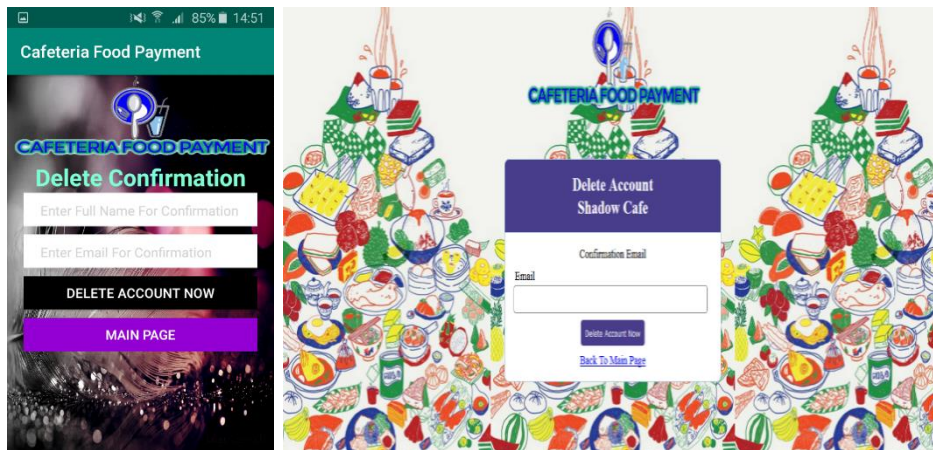 85% 14:51
Cafeteria Food Payment
CAFETERIA FOOD PAYMENT
Delete Confirmation
Enter Full Name For Confirmation
Enter Email For Confirmation
DELETE ACCOUNT NOW
MAIN PAGE
CAFETERIA FOOD PAYMENT
Delete Account
Shadow Cafe
Confirmation Email
Email
Delete Account Now
Back To Main Page